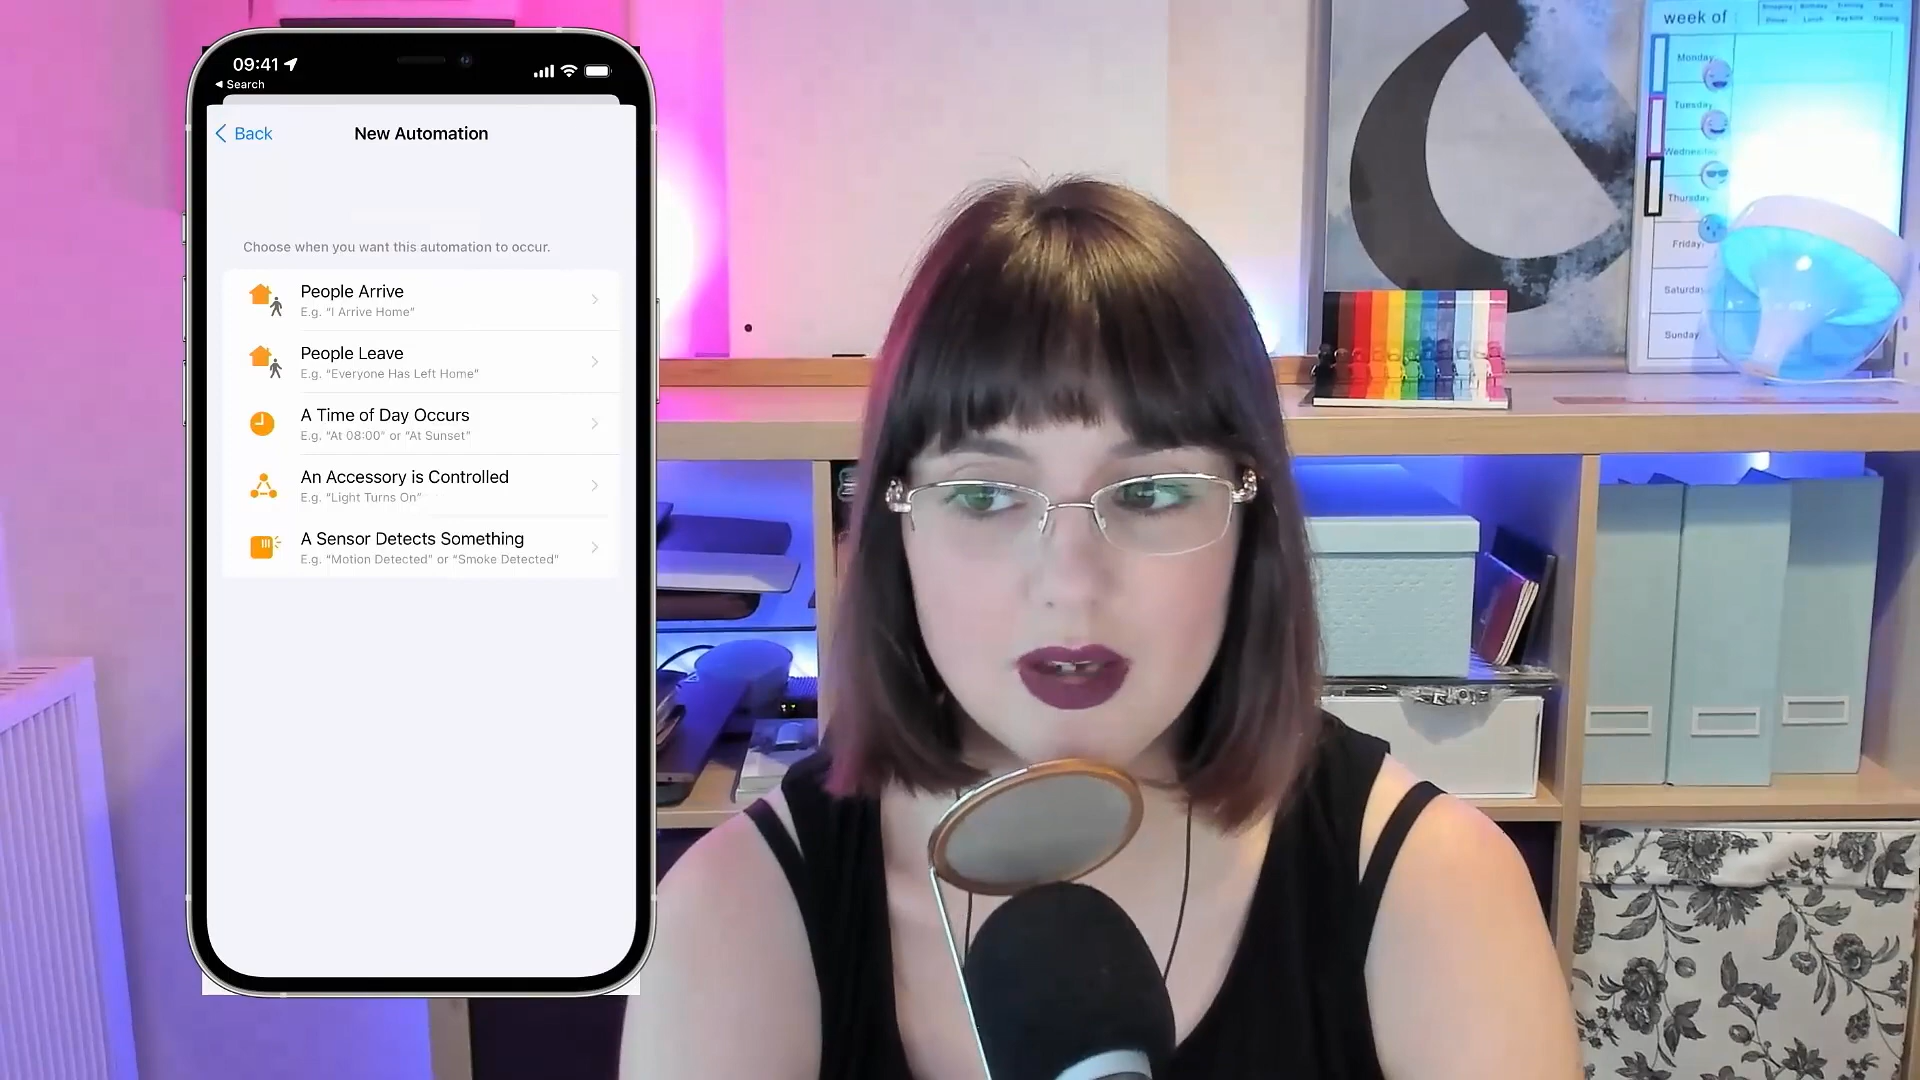 09:41
Search
Back
New Automation
Choose when you want this automation to occur.
People Arrive
E.g. “I Arrive Home”
People Leave
E.g. “Everyone Has Left Home”
A Time of Day Occurs
E.g. “At 08:00” or “At Sunset”
An Accessory is Controlled
E.g. “Light Turns On”
A Sensor Detects Something
E.g. “Motion Detected” or “Smoke Detected”
week of
Monday
Tuesday
Wednesday
Thursday
Friday
Saturday
Sunday